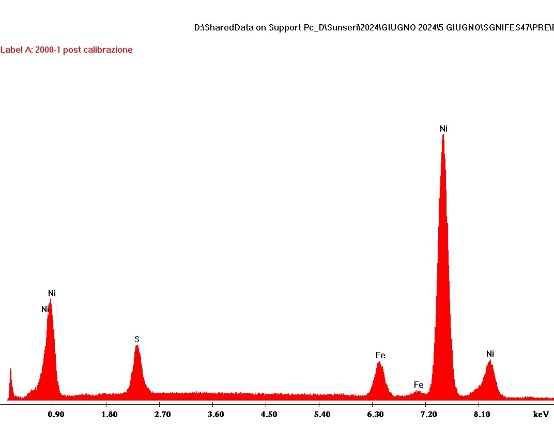 D:\SharedData on Support Pc_D\Sunseri\2024\GIUGNO 2024\5 GIUGNO\SGNIFES47\PRE\
Label A: 2000-1 post calibrazione
Ni
Ni
Ni
S
Fe
Fe
Ni
0.90 1.80 2.70 3.60 4.50 5.40 6.30 7.20 8.10 keV